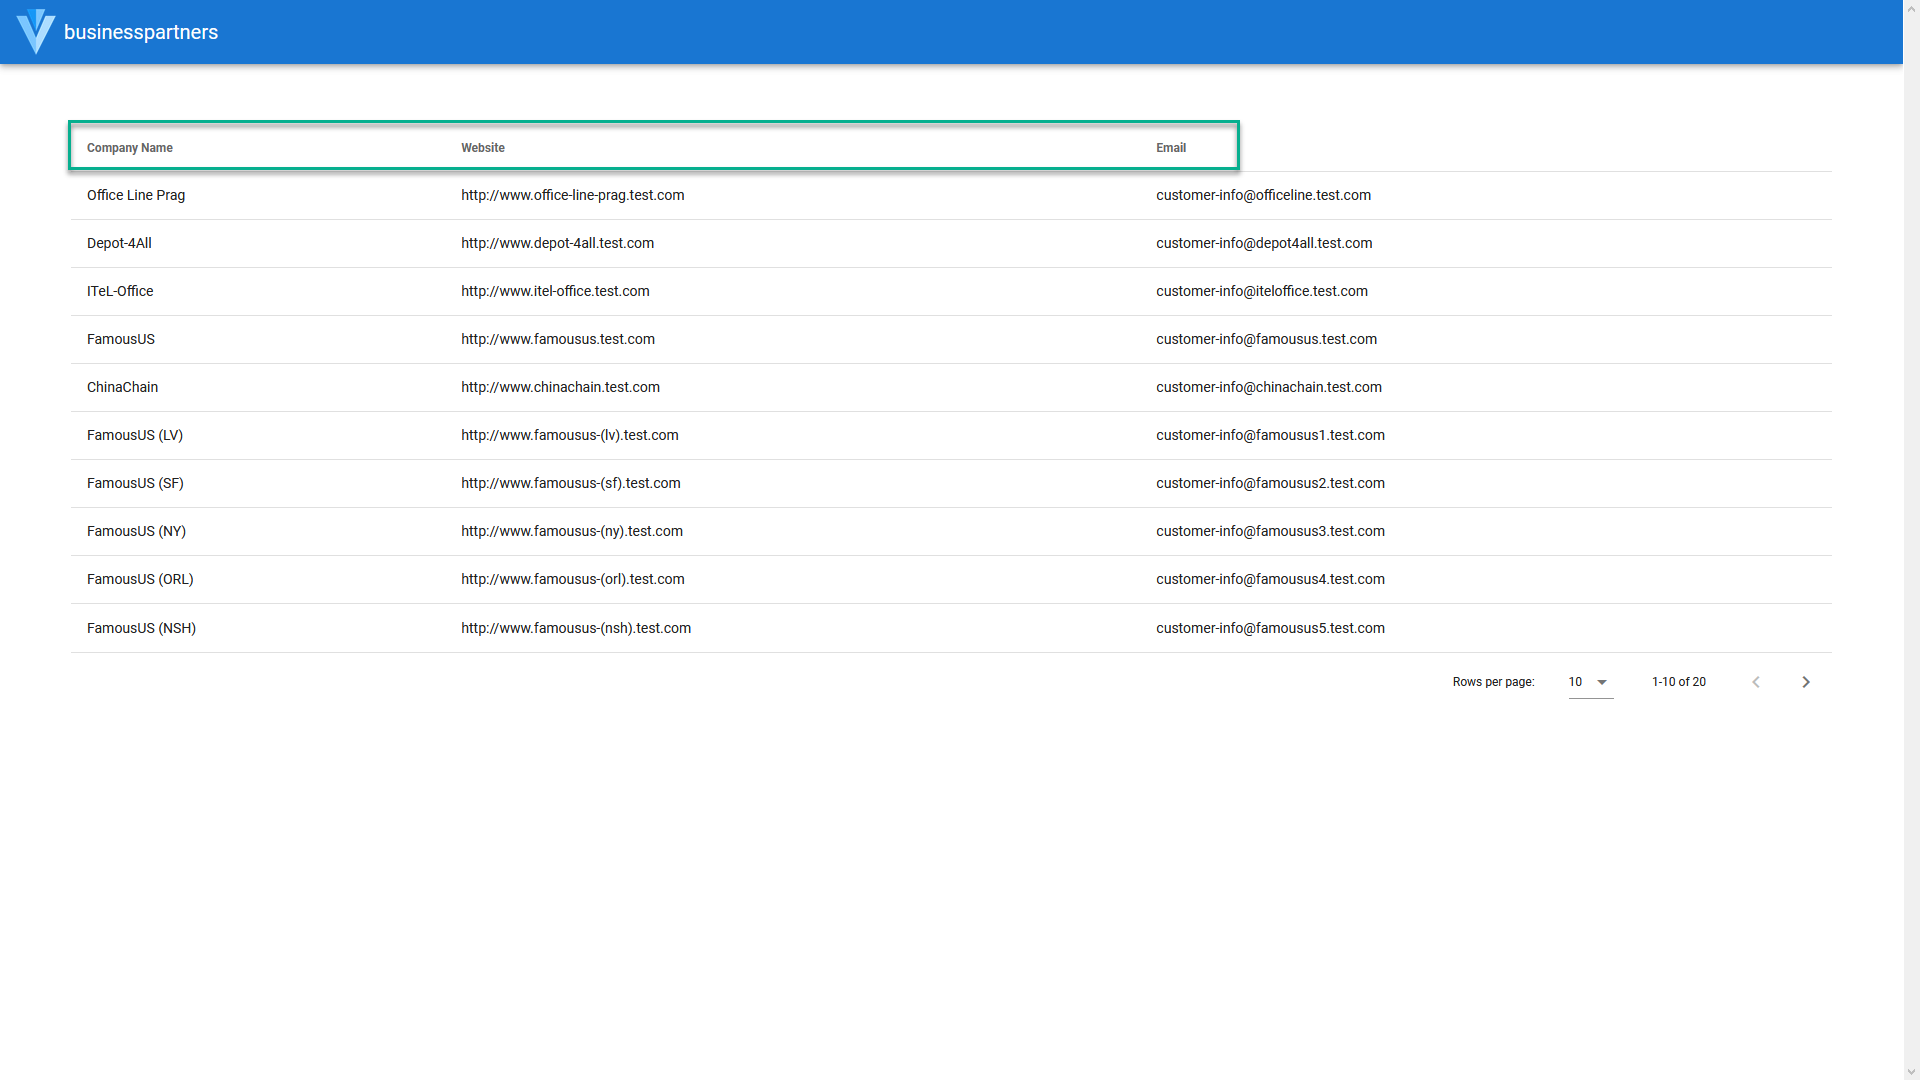 businesspartners
Company Name Website Email
Office Line Prag http://www.office-line-prag.test.com customer-info@officeline.test.com
Depot-4All http://www.depot-4all.test.com customer-info@depot4all.test.com
ITeL-Office http://www.itel-office.test.com customer-info@iteloffice.test.com
FamousUS http://www.famousus.test.com customer-info@famousus.test.com
ChinaChain http://www.chinachain.test.com customer-info@chinachain.test.com
FamousUS (LV) http://www.famousus-(lv).test.com customer-info@famousus1.test.com
FamousUS (SF) http://www.famousus-(sf).test.com customer-info@famousus2.test.com
FamousUS (NY) http://www.famousus-(ny).test.com customer-info@famousus3.test.com
FamousUS (ORL) http://www.famousus-(orl).test.com customer-info@famousus4.test.com
FamousUS (NSH) http://www.famousus-(nsh).test.com customer-info@famousus5.test.com
Rows per page: 10 1-10 of 20